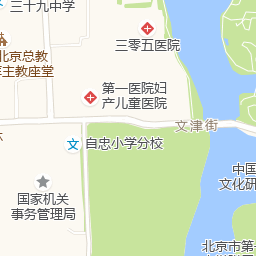 三十九中学
三零五医院
北京总教
主教座堂
第一医院妇
产儿童医院
文津街
文
自忠小学分校
国家机关
事务管理局
中国
文化研
北京市第